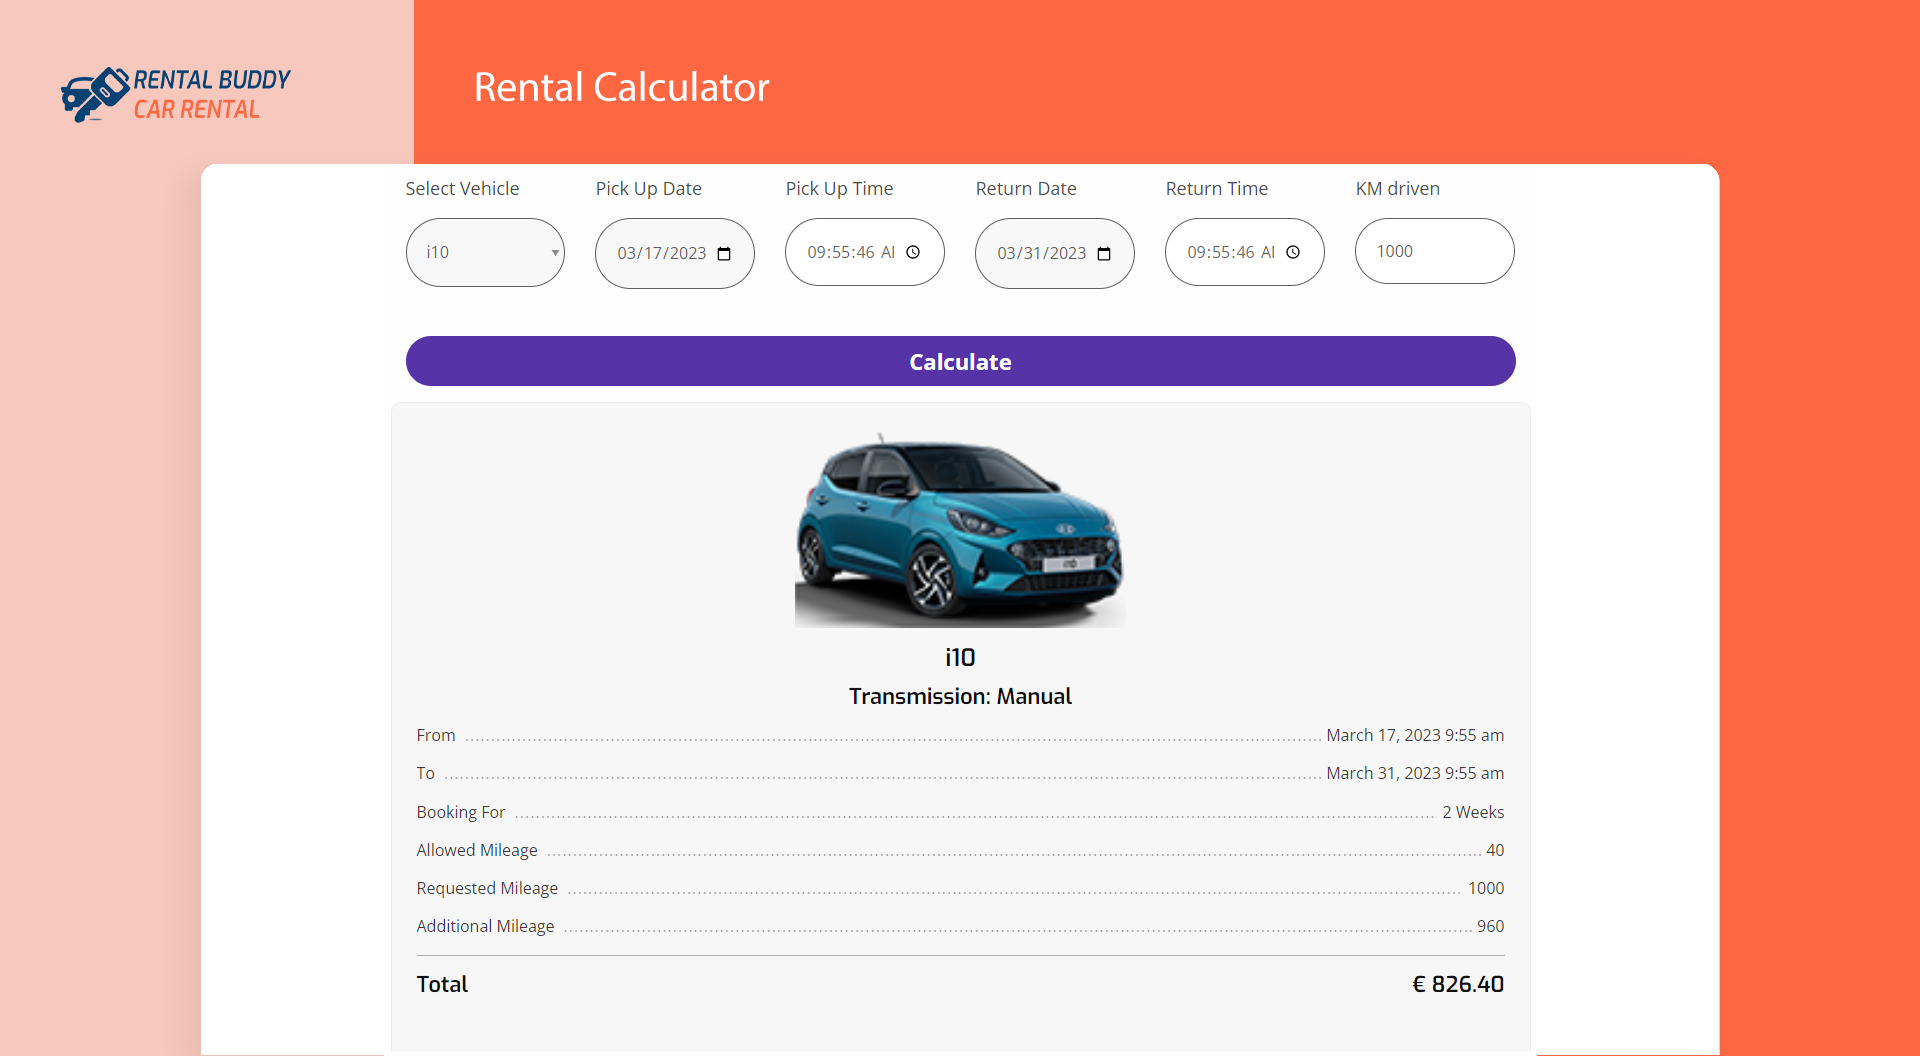 RENTAL BUDDY
CAR RENTAL
Rental Calculator
Select Vehicle
Pick Up Date
Pick Up Time
Return Date
Return Time
KM driven
i10
03/17/2023
09:55:46 AI
03/31/2023
09:55:46 AI
1000
Calculate
i10
i10
Transmission: Manual
From March 17, 2023 9:55 am
To March 31, 2023 9:55 am
Booking For 2 Weeks
Allowed Mileage 40
Requested Mileage 1000
Additional Mileage 960
Total € 826.40